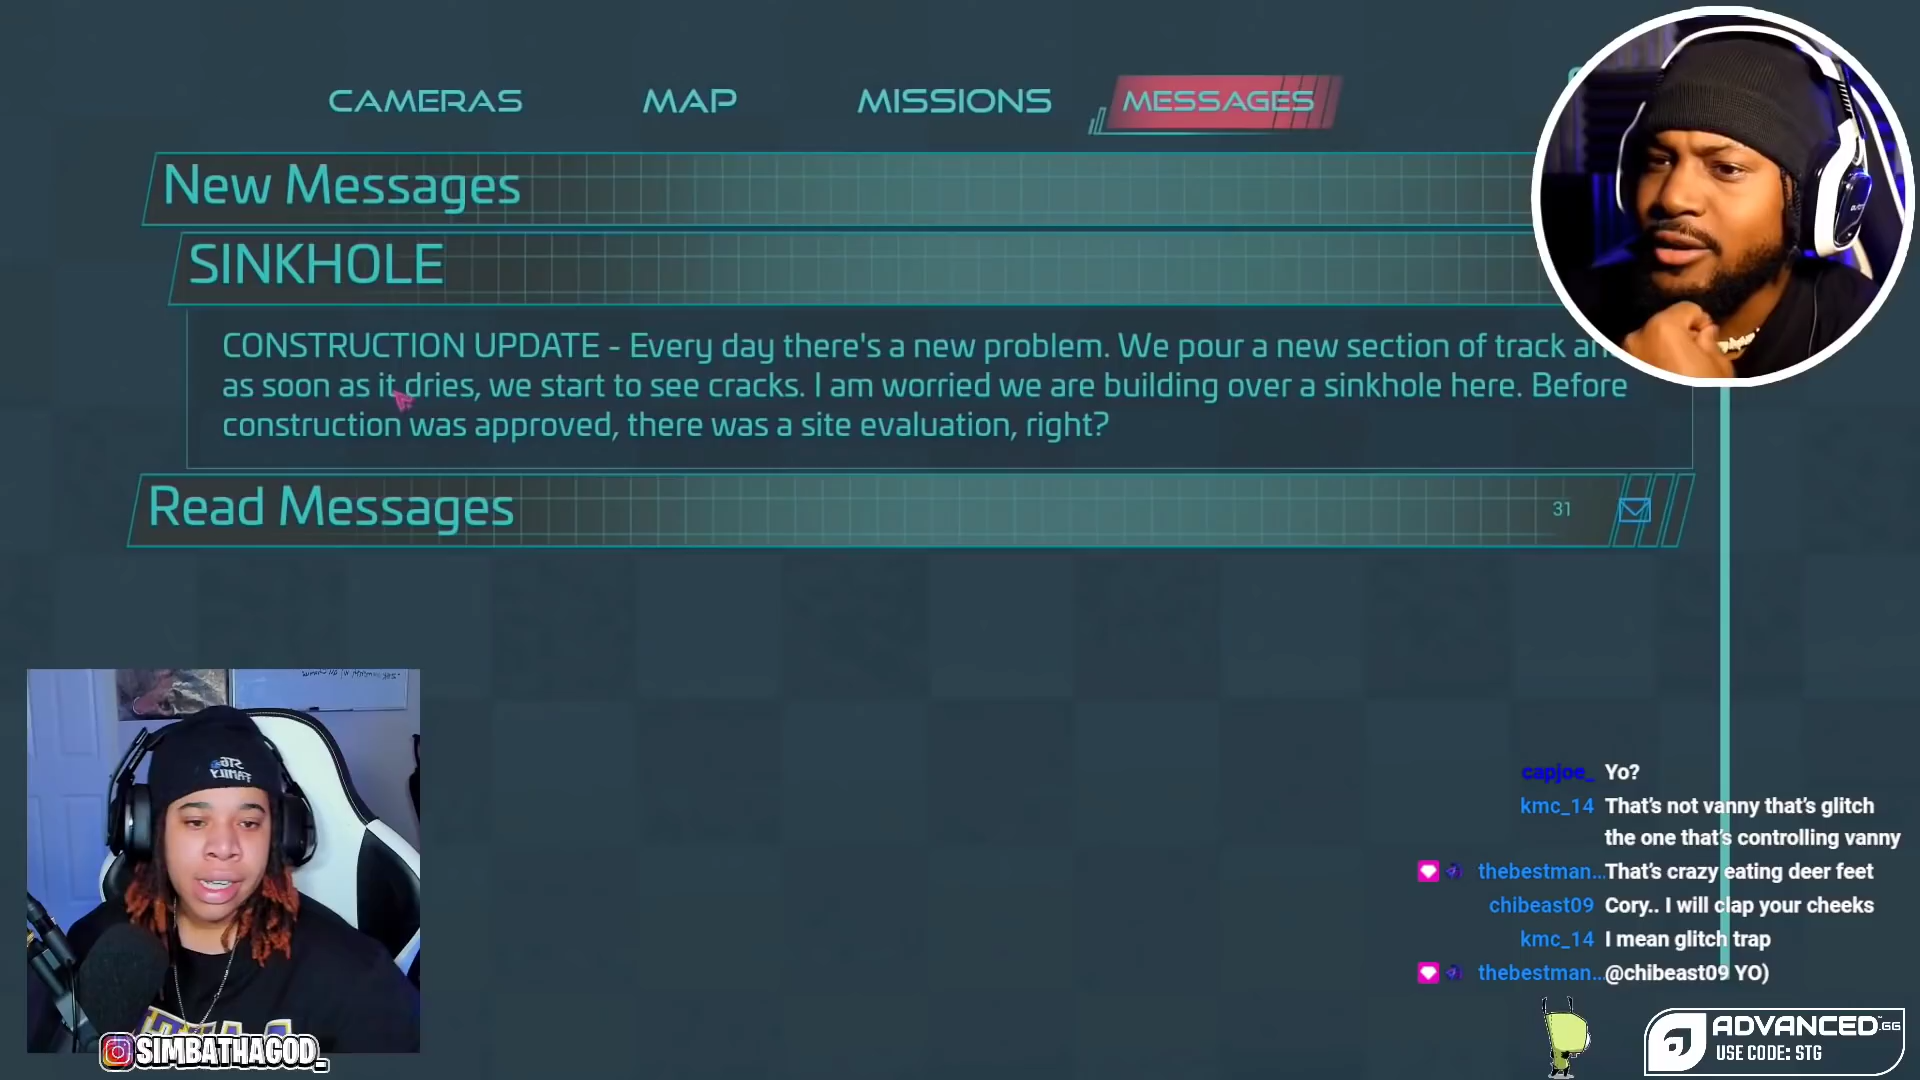 CAMERAS MAP MISSIONS MESSAGES
New Messages
SINKHOLE
CONSTRUCTION UPDATE - Every day there's a new problem. We pour a new section of track
as soon as it dries, we start to see cracks. I am worried we are building over a sinkhole here. Before
construction was approved, there was a site evaluation, right?
Read Messages 31
capjoe_ Yo?
kmc_14 That's not vanny that's glitch
the one that's controlling vanny
thebestman... That's crazy eating deer feet
chibeast09 Cory.. I will clap your cheeks
kmc_14 I mean glitch trap
thebestman... @chibeast09 YO)
SIMBATHAGOD_
ADVANCED.GG
USE CODE: STG